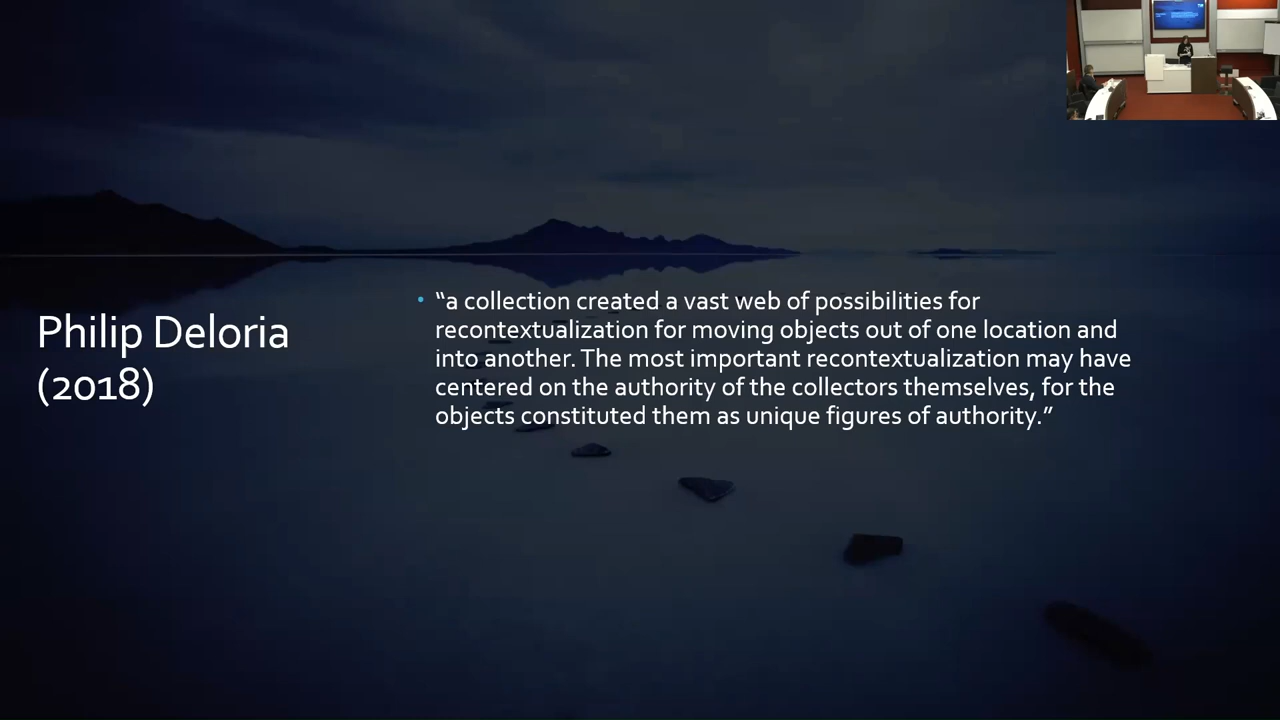 Philip Deloria
(2018)
• “a collection created a vast web of possibilities for
recontextualization for moving objects out of one location and
into another. The most important recontextualization may have
centered on the authority of the collectors themselves, for the
objects constituted them as unique figures of authority.”